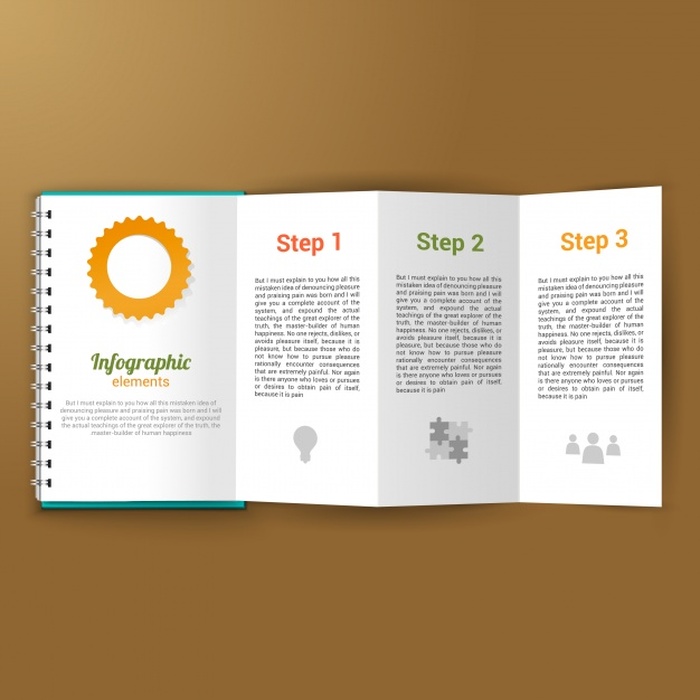 Infographic
elements
But I must explain to you how all this mistaken idea of
denouncing pleasure and praising pain was born and I will
give you a complete account of the system, and expound
the actual teachings of the great explorer of the truth, the
master-builder of human happiness
Step 1
But I must explain to you how all this
mistaken idea of denouncing pleasure
and praising pain was born and I will
give you a complete account of the
system, and expound the actual
teachings of the great explorer of the
truth, the master-builder of human
happiness. No one rejects, dislikes, or
avoids pleasure itself, because it is
pleasure, but because those who do
not know how to pursue pleasure
rationally encounter consequences
that are extremely painful. Nor again
is there anyone who loves or pursues
or desires to obtain pain of itself,
because it is pain
Step 2
But I must explain to you how all this
mistaken idea of denouncing pleasure
and praising pain was born and I will
give you a complete account of the
system, and expound the actual
teachings of the great explorer of the
truth, the master-builder of human
happiness. No one rejects, dislikes, or
avoids pleasure itself, because it is
pleasure, but because those who do
not know how to pursue pleasure
rationally encounter consequences
that are extremely painful. Nor again
is there anyone who loves or pursues
or desires to obtain pain of itself,
because it is pain
Step 3
But I must explain to you how all this
mistaken idea of denouncing pleasure
and praising pain was born and I will
give you a complete account of the
system, and expound the actual
teachings of the great explorer of the
truth, the master-builder of human
happiness. No one rejects, dislikes, or
avoids pleasure itself, because it is
pleasure, but because those who do
not know how to pursue pleasure
rationally encounter consequences
that are extremely painful. Nor again
is there anyone who loves or pursues
or desires to obtain pain of itself,
because it is pain